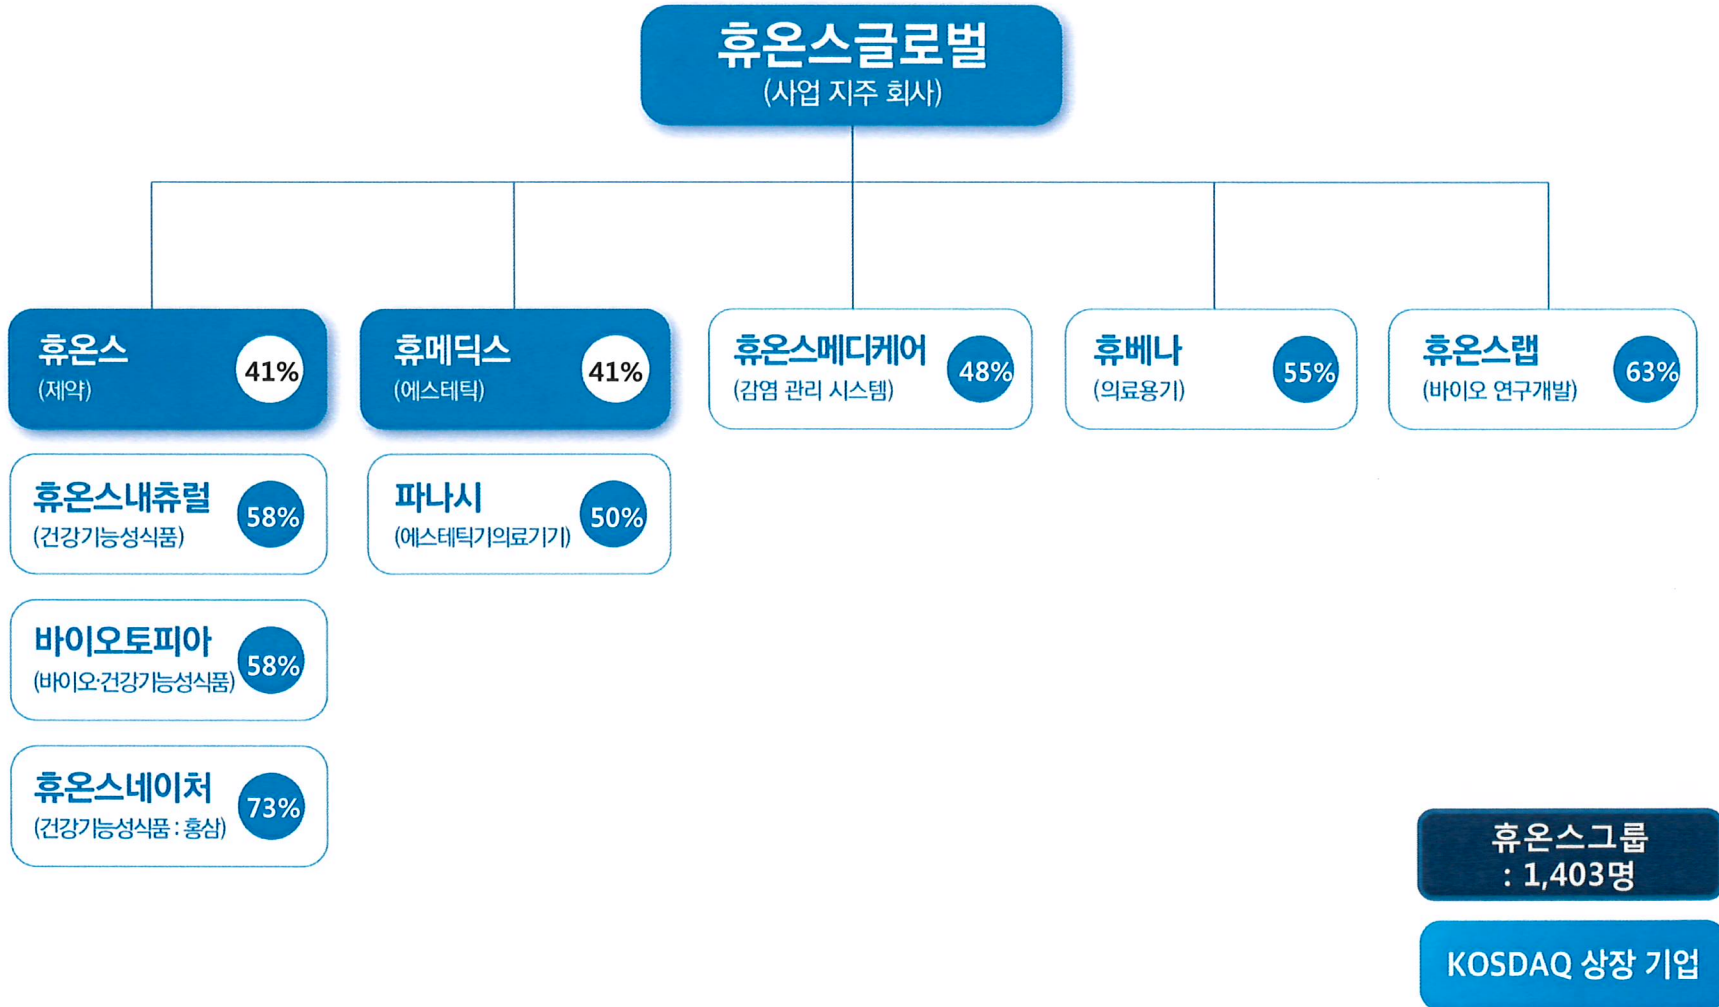 휴온스글로벌
(사업 지주 회사)
휴온스
(제약)
41%
휴메딕스
(에스테틱)
41%
휴온스메디케어
(감염 관리 시스템)
48%
휴베나
(의료용기)
55%
휴온스랩
(바이오 연구개발)
63%
휴온스내츄럴
(건강기능성식품)
58%
파나시
(에스테틱기의료기기)
50%
바이오토피아
(바이오·건강기능성식품)
58%
휴온스네이처
(건강기능성식품 : 홍삼)
73%
휴온스그룹
: 1,403명
KOSDAQ 상장 기업